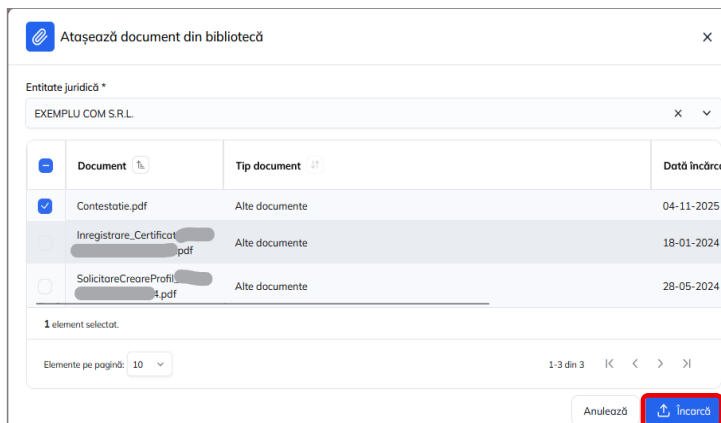 Atașează document din bibliotecă
Entitate juridică *
EXEMPLU COM S.R.L.
Document Tip document Dată încărc
Contestatie.pdf Alte documente 04-11-2025
Inregistrare_Certificat
pdf Alte documente 18-01-2024
SolicitareCreareProfil_
4.pdf Alte documente 28-05-2024
1 element selectat.
Elemente pe pagină: 10 1-3 din 3
Anulează Încarcă